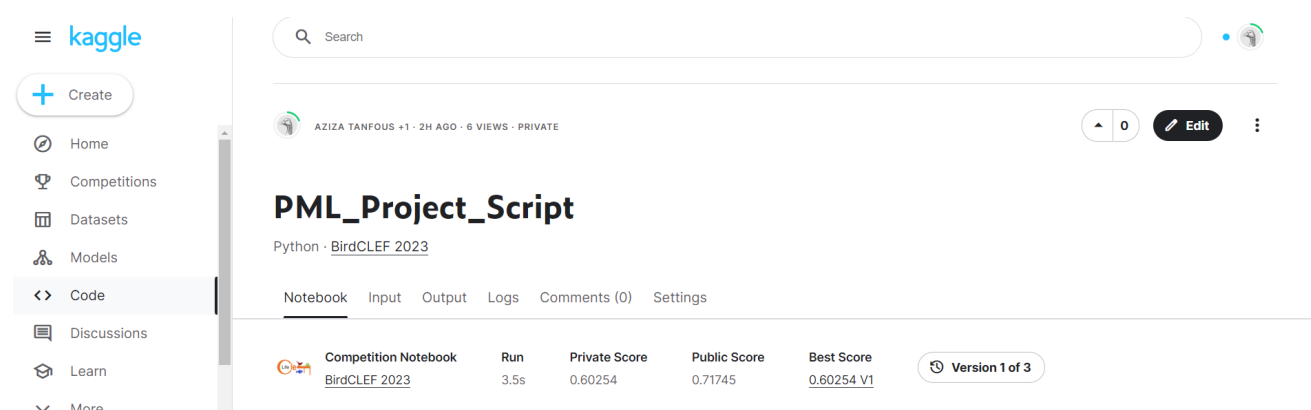 kaggle
Search
Create
Home
Competitions
Datasets
Models
Code
Discussions
Learn
More
AZIZA TANFOUS +1 · 2H AGO · 6 VIEWS · PRIVATE
0
Edit
PML_Project_Script
Python · BirdCLEF 2023
Notebook Input Output Logs Comments (0) Settings
Competition Notebook Run Private Score Public Score Best Score
BirdCLEF 2023 3.5s 0.60254 0.71745 0.60254 V1
Version 1 of 3